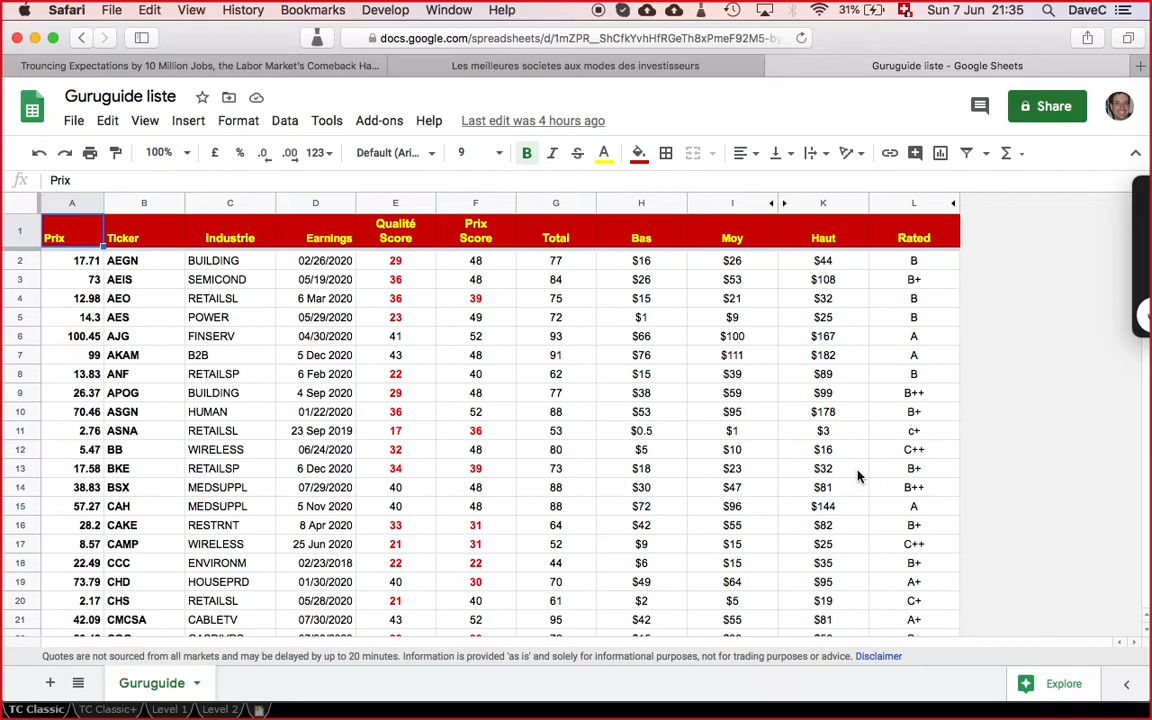 Safari File Edit View History Bookmarks Develop Window Help 31% Sun 7 Jun 21:35 DaveC
docs.google.com/spreadsheets/d/1mZPR__ShCfkYvhHfRGeTh8xPmeF92M5-b
Trouncing Expectations by 10 Million Jobs, the Labor Market's Comeback Ha... Les meilleures societes aux modes des investisseurs Guruguide liste - Google Sheets
Guruguide liste
Share
File Edit View Insert Format Data Tools Add-ons Help Last edit was 4 hours ago
100% £ % .0 .00 123 Default (Ari... 9 B I S A
fx Prix
A B C D E F G H I K L
1 Prix Ticker Industrie Earnings Qualité Score Prix Score Total Bas Moy Haut Rated
2 17.71 AEGN BUILDING 02/26/2020 29 48 77 $16 $26 $44 B
3 73 AEIS SEMICOND 05/19/2020 36 48 84 $26 $53 $108 B+
4 12.98 AEO RETAILSL 6 Mar 2020 36 39 75 $15 $21 $32 B
5 14.3 AES POWER 05/29/2020 23 49 72 $1 $9 $25 B
6 100.45 AJG FINSERV 04/30/2020 41 52 93 $66 $100 $167 A
7 99 AKAM B2B 5 Dec 2020 43 48 91 $76 $111 $182 A
8 13.83 ANF RETAILSP 6 Feb 2020 22 40 62 $15 $39 $89 B
9 26.37 APOG BUILDING 4 Sep 2020 29 48 77 $38 $59 $99 B++
10 70.46 ASGN HUMAN 01/22/2020 36 52 88 $53 $95 $178 B+
11 2.76 ASNA RETAILSL 23 Sep 2019 17 36 53 $0.5 $1 $3 c+
12 5.47 BB WIRELESS 06/24/2020 32 48 80 $5 $10 $16 C++
13 17.58 BKE RETAILSP 6 Dec 2020 34 39 73 $18 $23 $32 B+
14 38.83 BSX MEDSUPPL 07/29/2020 40 48 88 $30 $47 $81 B++
15 57.27 CAH MEDSUPPL 5 Nov 2020 40 48 88 $72 $96 $144 A
16 28.2 CAKE RESTRNT 8 Apr 2020 33 31 64 $42 $55 $82 B+
17 8.57 CAMP WIRELESS 25 Jun 2020 21 31 52 $9 $15 $25 C++
18 22.49 CCC ENVIRONM 02/23/2018 22 22 44 $6 $15 $35 B+
19 73.79 CHD HOUSEPRD 01/30/2020 40 30 70 $49 $64 $95 A+
20 2.17 CHS RETAILSL 05/28/2020 21 40 61 $2 $5 $19 C+
21 42.09 CMCSA CABLETV 07/30/2020 43 52 95 $42 $55 $81 A+
Quotes are not sourced from all markets and may be delayed by up to 20 minutes. Information is provided 'as is' and solely for informational purposes, not for trading purposes or advice. Disclaimer
Guruguide Explore
TC Classic TC Classic+ Level 1 Level 2